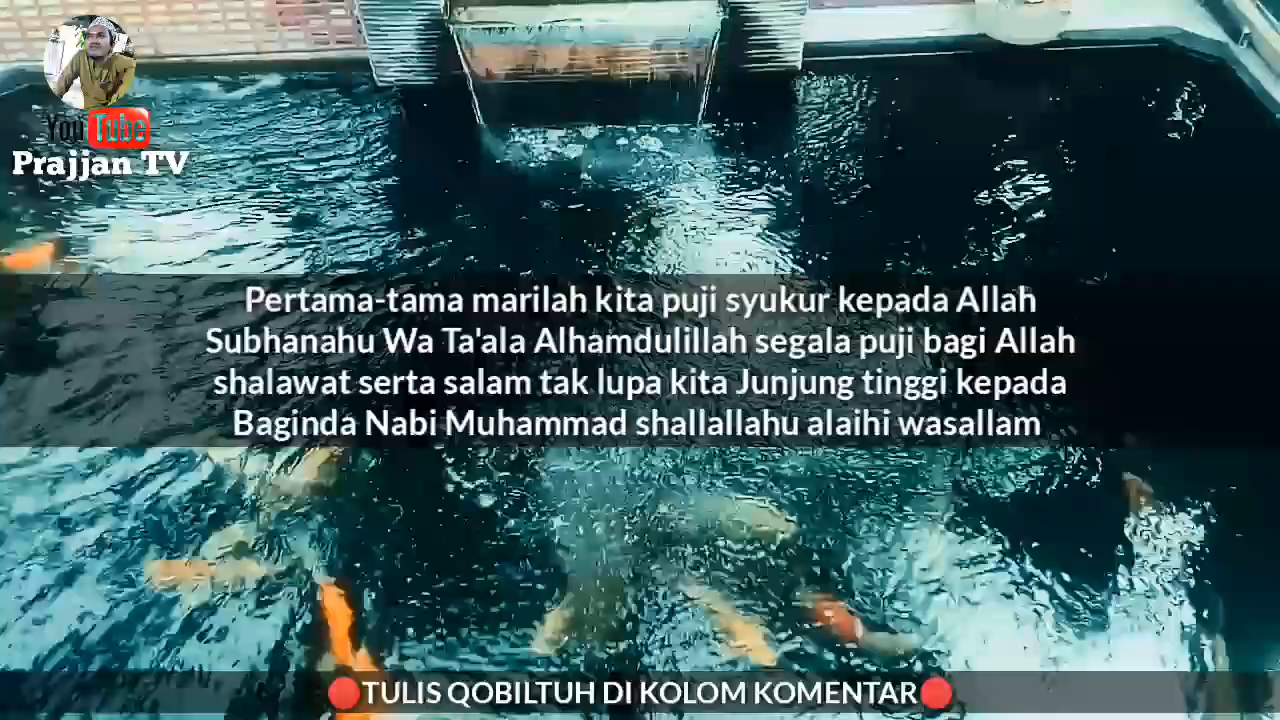 YouTube
Prajjan TV
Pertama-tama marilah kita puji syukur kepada Allah
Subhanahu Wa Ta'ala Alhamdulillah segala puji bagi Allah
shalawat serta salam tak lupa kita Junjung tinggi kepada
Baginda Nabi Muhammad shallallahu alaihi wasallam
🔴TULIS QOBILTUH DI KOLOM KOMENTAR🔴